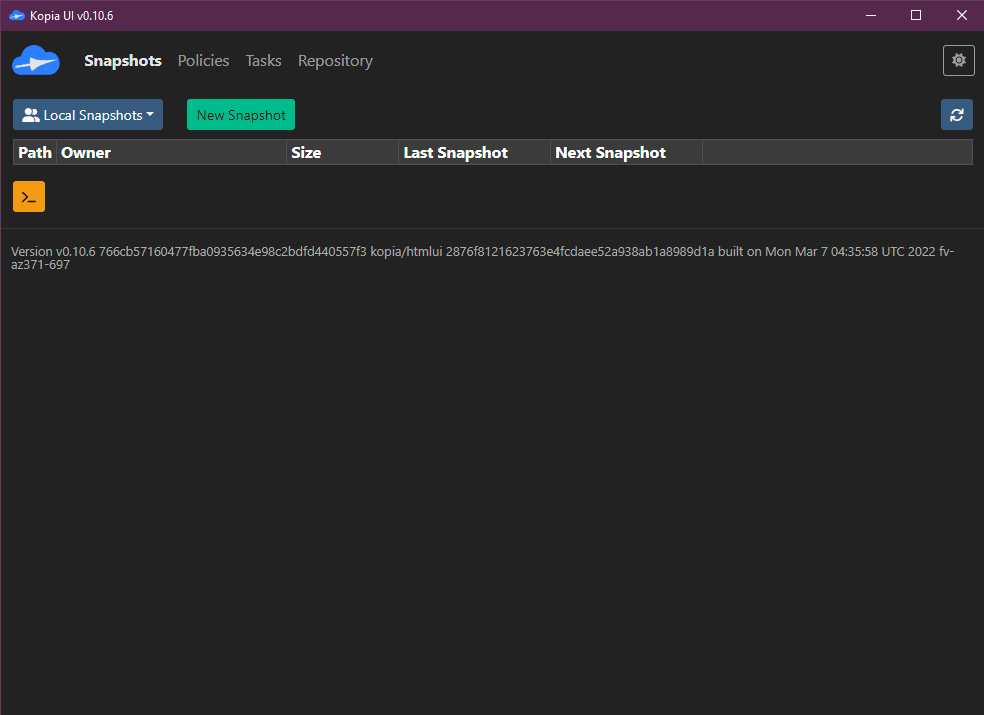 Kopia UI v0.10.6
Snapshots Policies Tasks Repository
Local Snapshots New Snapshot
Path Owner Size Last Snapshot Next Snapshot
Version v0.10.6 766cb57160477fba0935634e98c2bdfd440557f3 kopia/htmlui 2876f8121623763e4fcdaee52a938ab1a8989d1a built on Mon Mar 7 04:35:58 UTC 2022 fv-
az371-697